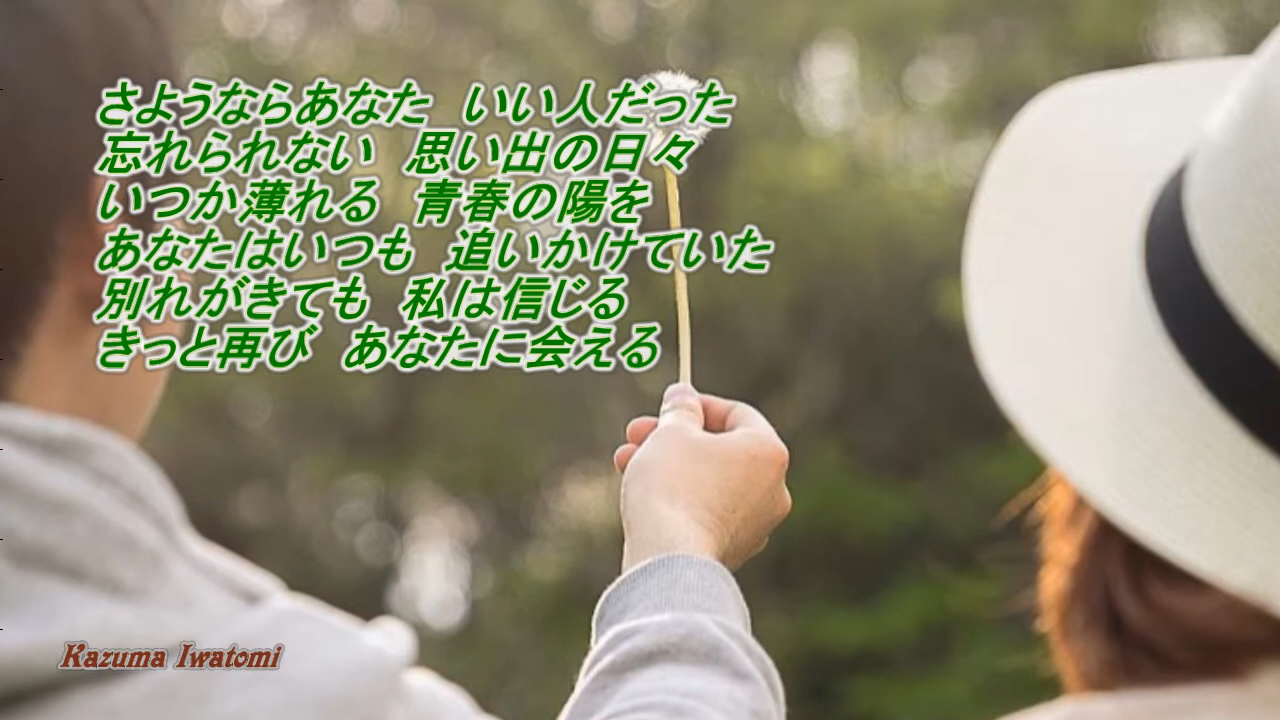 さようならあなた　いい人だった
忘れられない　思い出の日々
いつか薄れる　青春の陽を
あなたはいつも　追いかけていた
別れがきても　私は信じる
きっと再び　あなたに会える
Kazuma Iwatomi